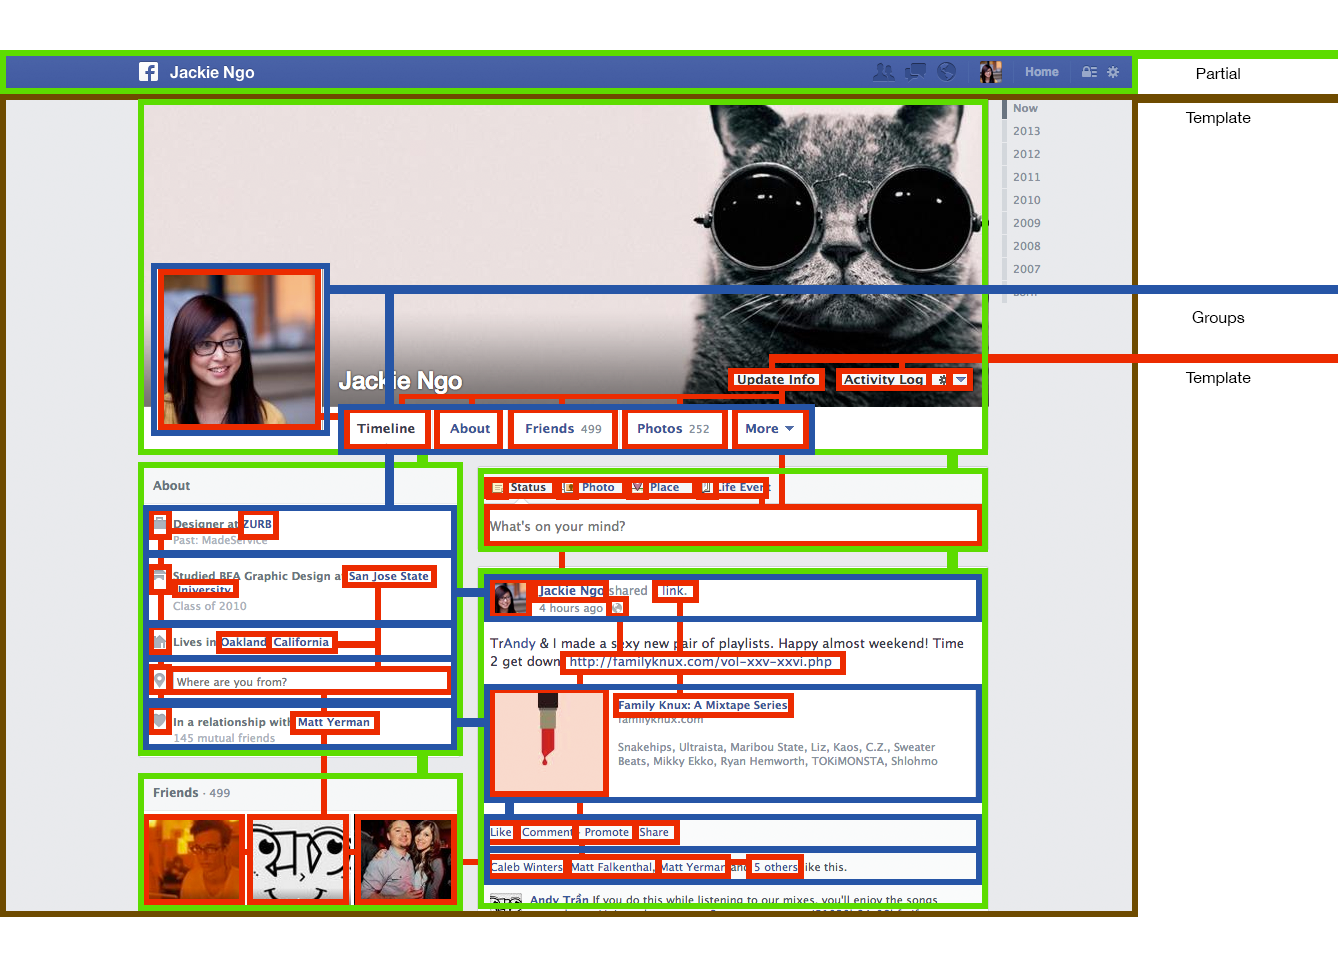 Jackie Ngo
Home
Partial
Now
Template
2013
2012
2011
2010
2009
2008
2007
Groups
Template
Jackie Ngo
Update Info
Activity Log
Timeline
About
Friends 499
Photos 252
More
About
Designer at ZURB
Past: MadeService
Studied BFA Graphic Design at San Jose State
University
Class of 2010
Lives in Oakland, California
Where are you from?
In a relationship with Matt Yerman
145 mutual friends
Friends · 499
Status
Photo
Place
Life Event
What's on your mind?
Jackie Ngo shared link.
4 hours ago
TrAndy & I made a sexy new pair of playlists. Happy almost weekend! Time
2 get down http://familyknux.com/vol-xxv-xxvi.php
Family Knux: A Mixtape Series
familyknux.com
Snakehips, Ultraista, Maribou State, Liz, Kaos, C.Z., Sweater
Beats, Mikky Ekko, Ryan Hemworth, TOKiMONSTA, Shlohmo
Like Comment · Promote Share
Caleb Winters, Matt Falkenthal, Matt Yerman and 5 others like this.
Andy Trần If you do this while listening to our mixes, you'll enjoy the songs